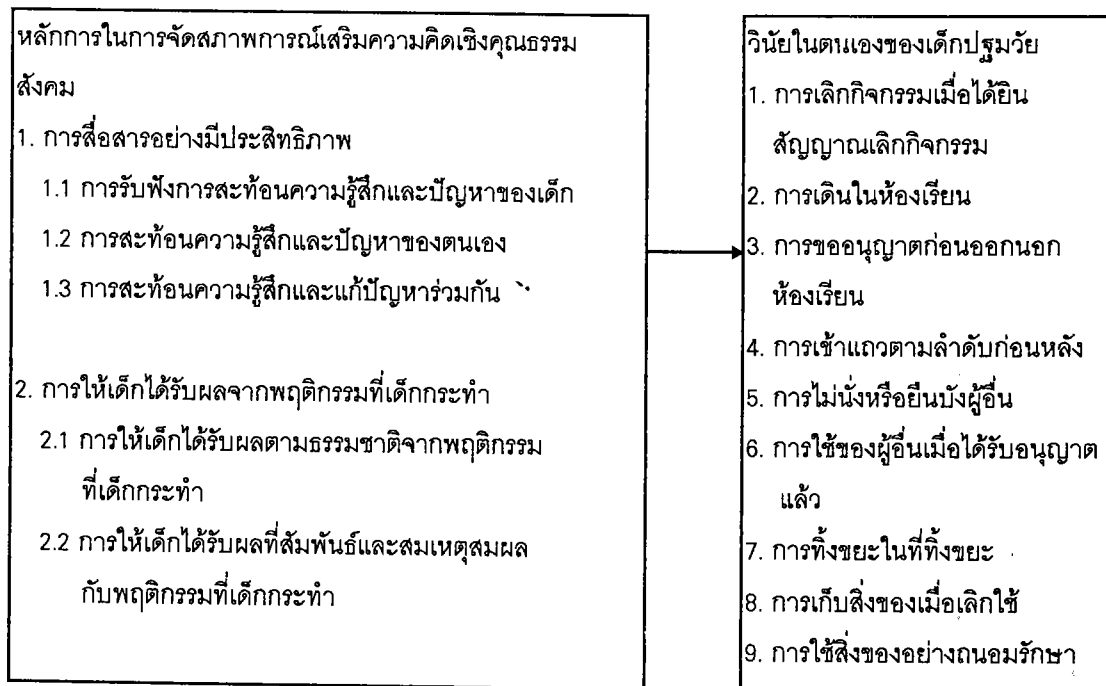 หลักการในการจัดสภาพการณ์เสริมความคิดเชิงคุณธรรม
สังคม
1. การสื่อสารอย่างมีประสิทธิภาพ
1.1 การรับฟังการสะท้อนความรู้สึกและปัญหาของเด็ก
1.2 การสะท้อนความรู้สึกและปัญหาของตนเอง
1.3 การสะท้อนความรู้สึกและแก้ปัญหาร่วมกัน
2. การให้เด็กได้รับผลจากพฤติกรรมที่เด็กกระทำ
2.1 การให้เด็กได้รับผลตามธรรมชาติจากพฤติกรรม
ที่เด็กกระทำ
2.2 การให้เด็กได้รับผลที่สัมพันธ์และสมเหตุสมผล
กับพฤติกรรมที่เด็กกระทำ
วินัยในตนเองของเด็กปฐมวัย
1. การเลิกกิจกรรมเมื่อได้ยิน
สัญญาณเลิกกิจกรรม
2. การเดินในห้องเรียน
3. การขออนุญาตก่อนออกนอก
ห้องเรียน
4. การเข้าแถวตามลำดับก่อนหลัง
5. การไม่นั่งหรือยืนบังผู้อื่น
6. การใช้ของผู้อื่นเมื่อได้รับอนุญาต
แล้ว
7. การทิ้งขยะในที่ทิ้งขยะ
8. การเก็บสิ่งของเมื่อเลิกใช้
9. การใช้สิ่งของอย่างถนอมรักษา